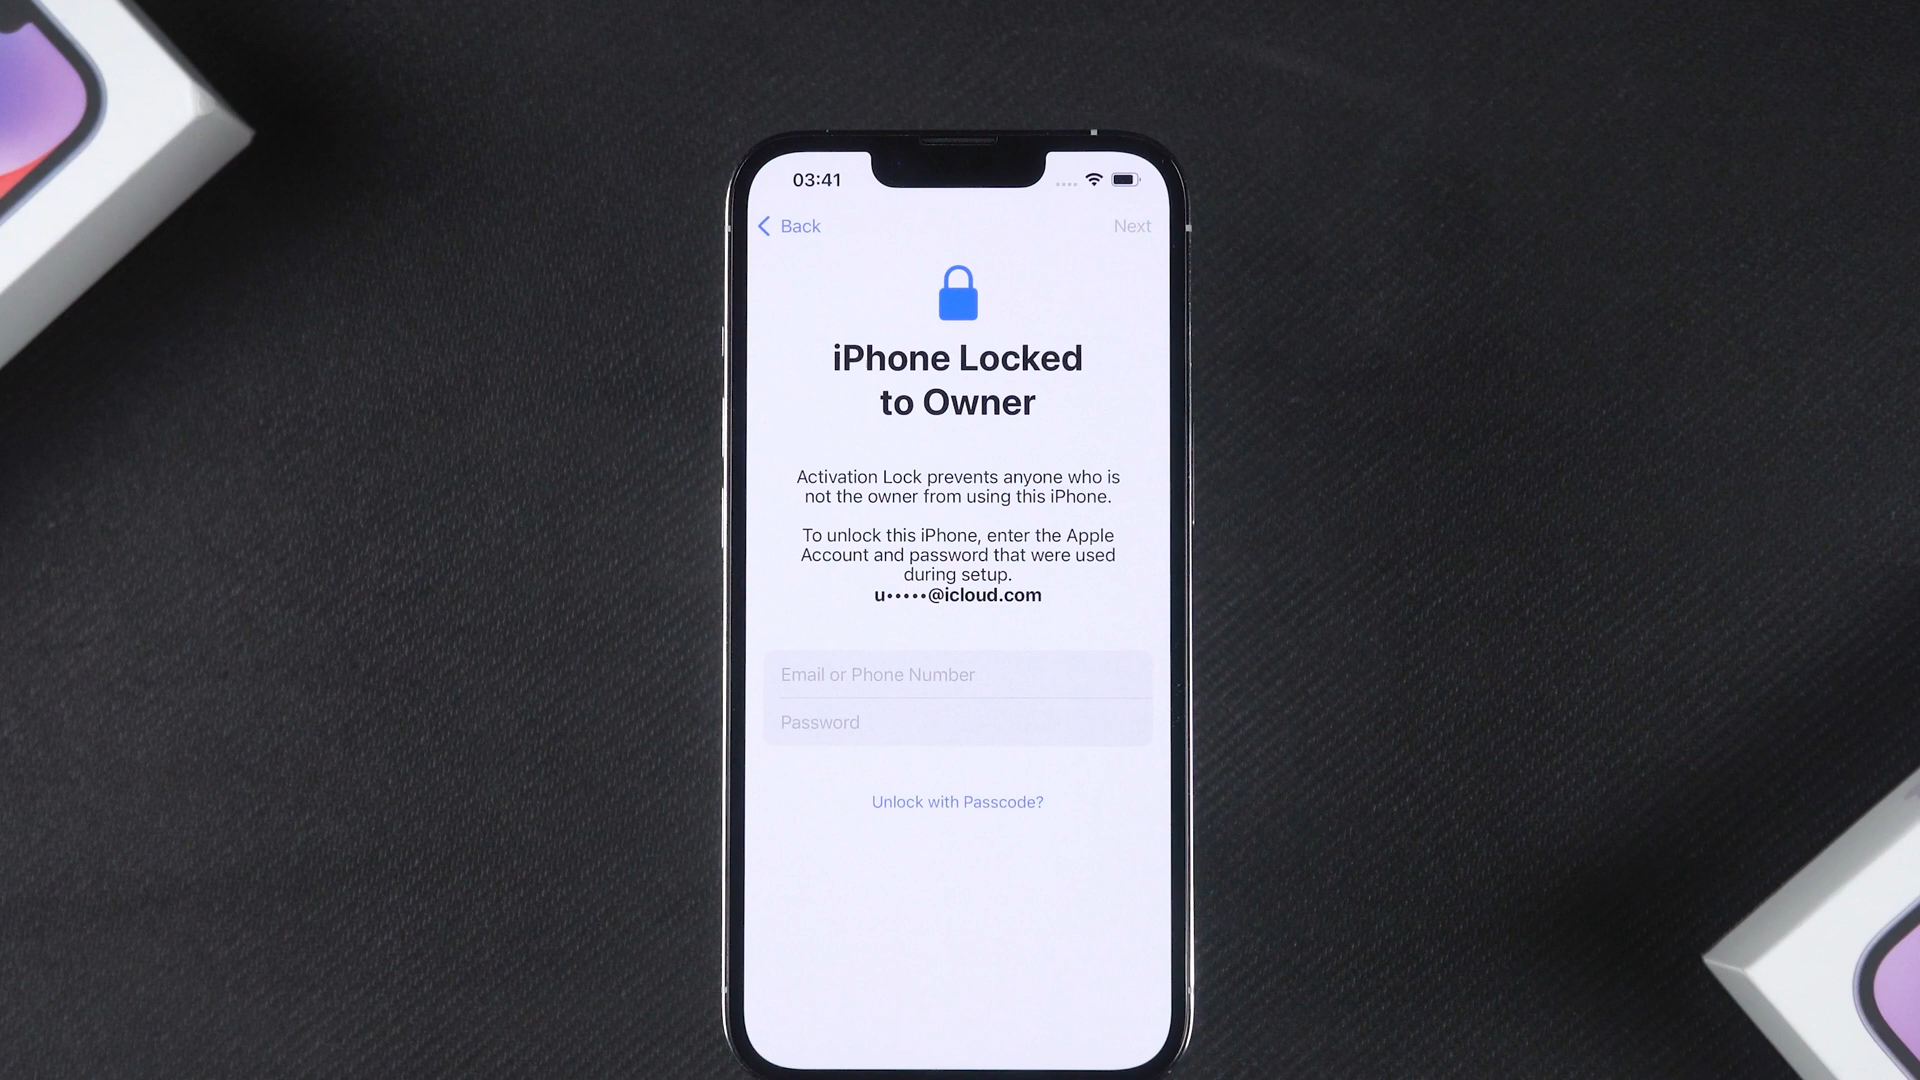 03:41
Back
Next
iPhone Locked
to Owner
Activation Lock prevents anyone who is
not the owner from using this iPhone.
To unlock this iPhone, enter the Apple
Account and password that were used
during setup.
u•••••@icloud.com
Email or Phone Number
Password
Unlock with Passcode?